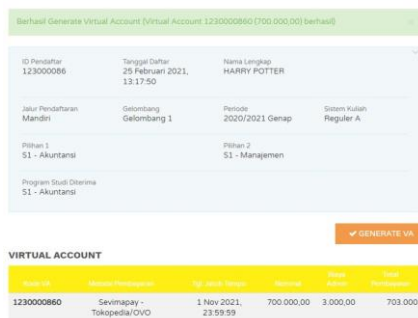 Berhasil Generate Virtual Account (Virtual Account 1230000860 (700.000,00) berhasil)
ID Pendaftar Tanggal Daftar Nama Lengkap
123000086 25 Februari 2021, HARRY POTTER
13:17:50
Jalur Pendaftaran Gelombang Periode Sistem Kuliah
Mandiri Gelombang 1 2020/2021 Genap Reguler A
Pilihan 1 Pilihan 2
S1 - Akuntansi S1 - Manajemen
Program Studi Diterima
S1 - Akuntansi
✔ GENERATE VA
VIRTUAL ACCOUNT
Kode VA Metode Pembayaran Tgl Jatuh Tempo Nominal Biaya Admin Total Pembayaran
1230000860 Sevimapay - 1 Nov 2021, 700.000,00 3.000,00 703.000
Tokopedia/OVO 23:59:59